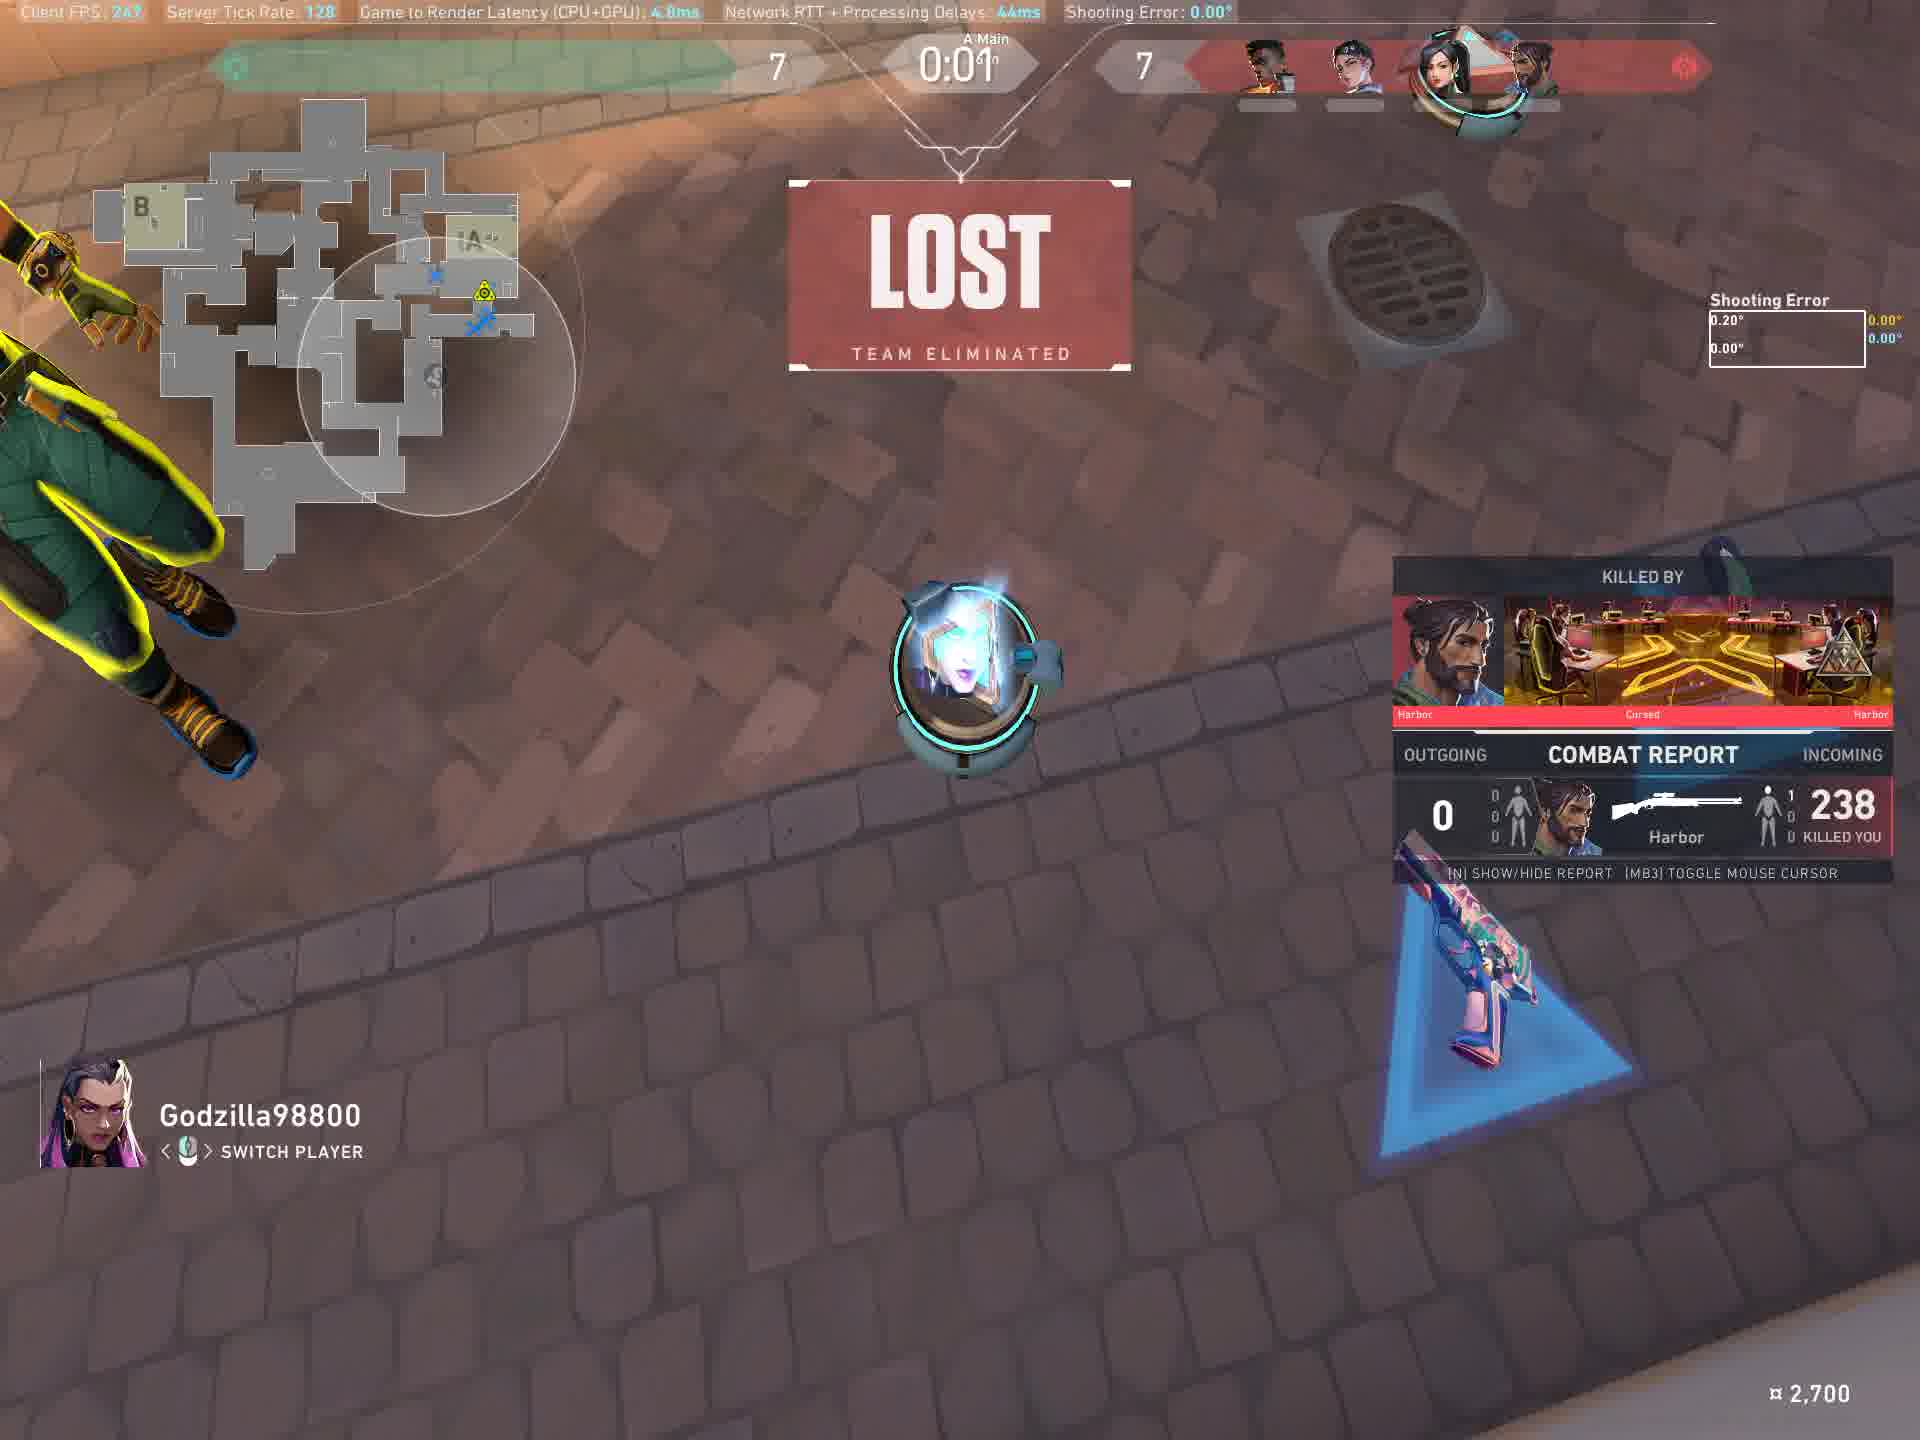 Client FPS: 247 Server Tick Rate: 128 Game to Render Latency (CPU+GPU): 4.8ms Network RTT + Processing Delays: 44ms Shooting Error: 0.00°
A Main
7 0:01 7
LOST
TEAM ELIMINATED
B
A
Shooting Error
0.20° 0.00°
0.00° 0.00°
KILLED BY
Harbor Cursed Harbor
OUTGOING COMBAT REPORT INCOMING
0 0 0 0 Harbor 1 0 0 238 KILLED YOU
[N] SHOW/HIDE REPORT [MB3] TOGGLE MOUSE CURSOR
Godzilla98800
< > SWITCH PLAYER
¤ 2,700